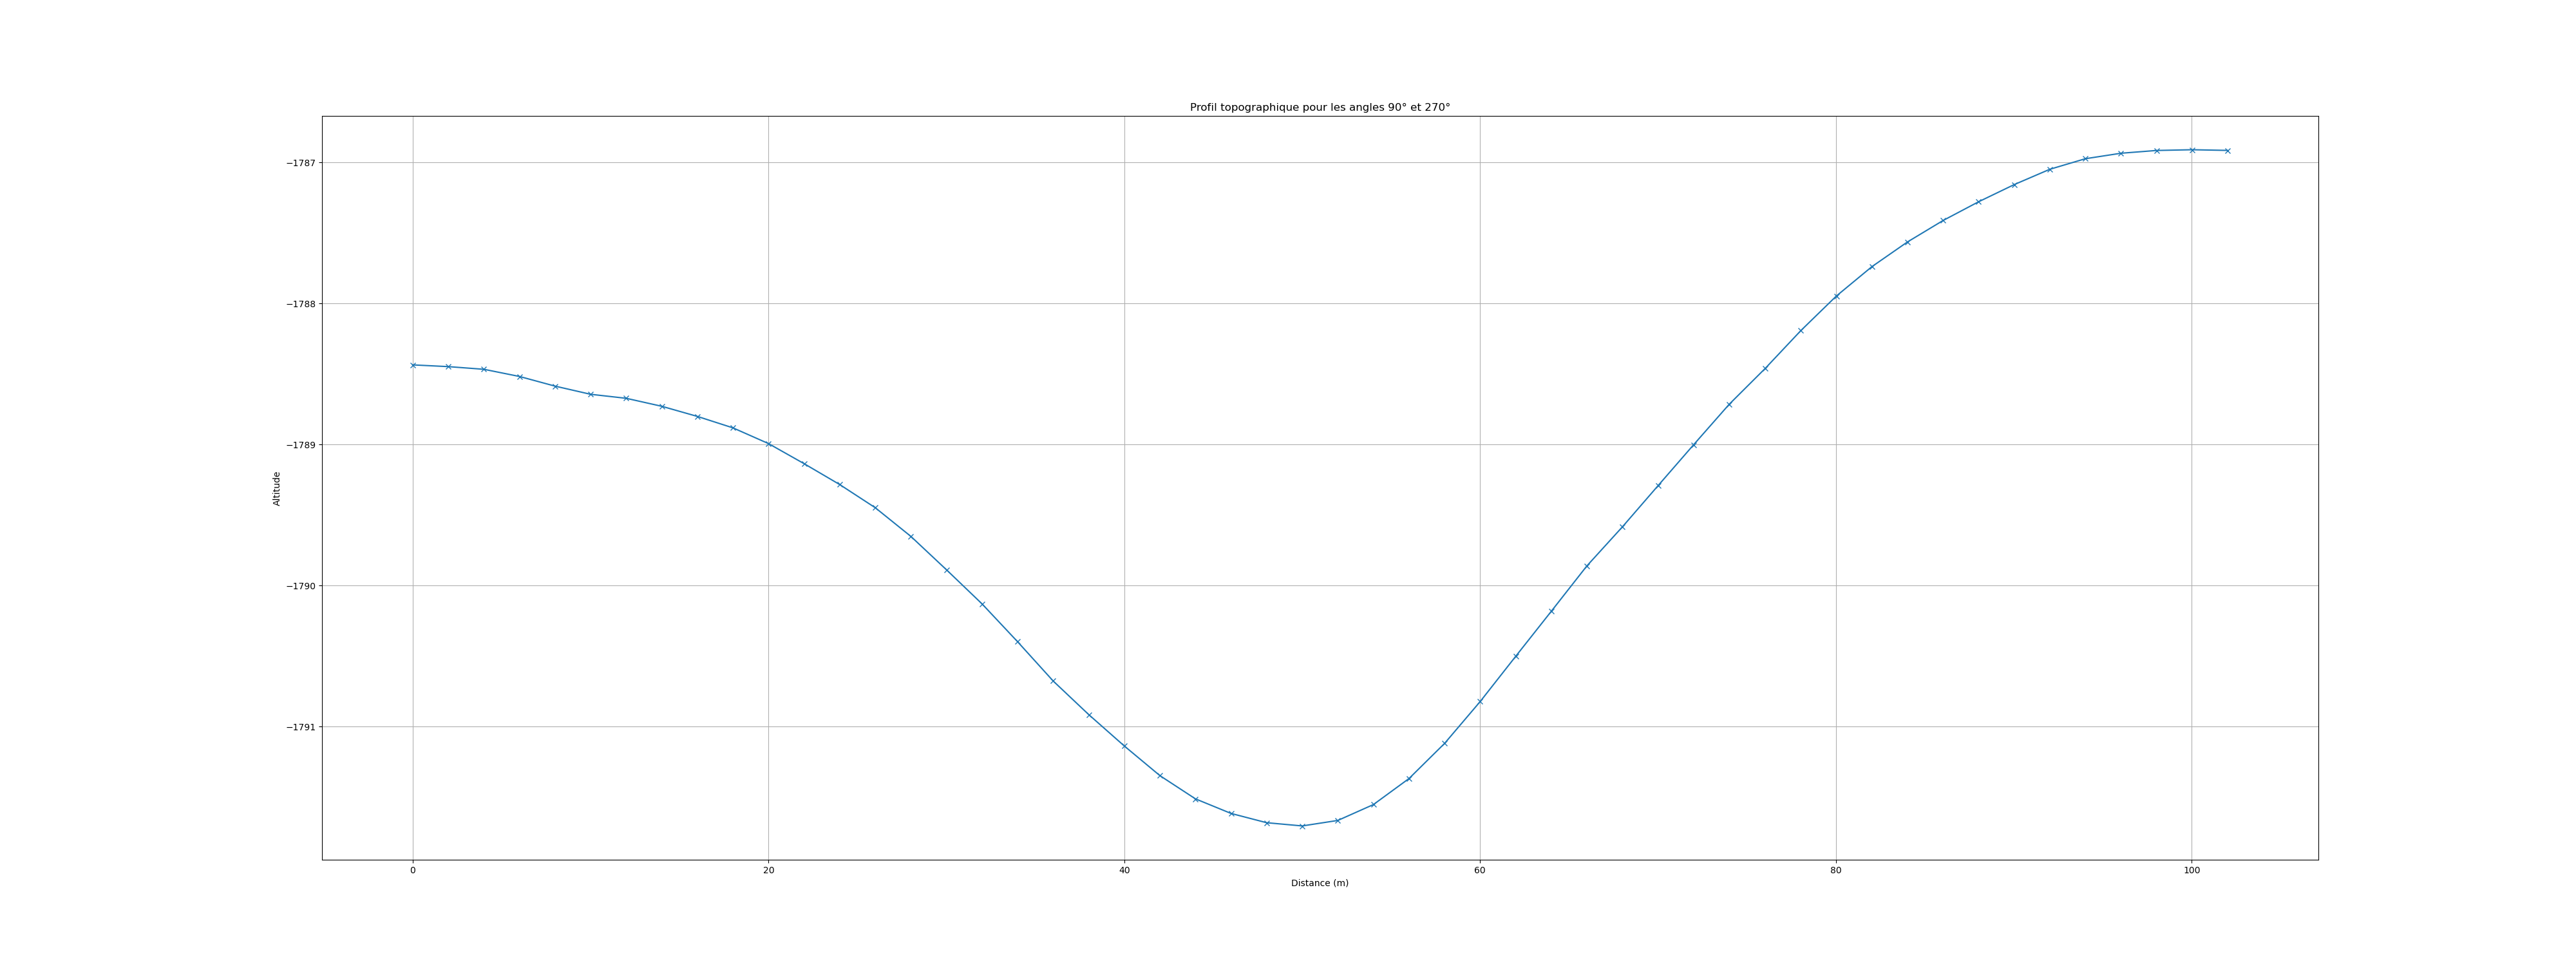 Profil topographique pour les angles 90° et 270°
−1787
−1788
−1789
−1790
−1791
Altitude
0 20 40 60 80 100
Distance (m)